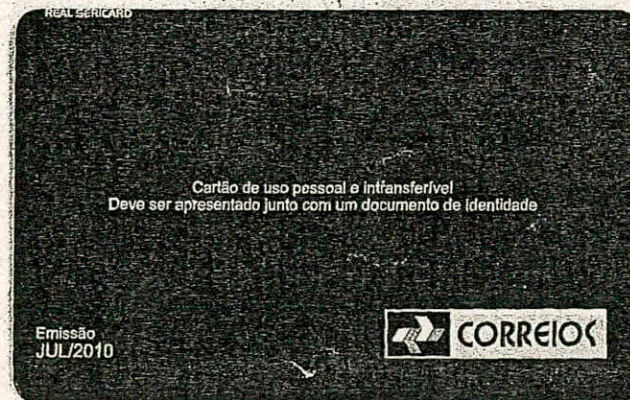 REAL SERICARD
Cartão de uso pessoal e intransferível
Deve ser apresentado junto com um documento de identidade
Emissão
JUL/2010
CORREIOS